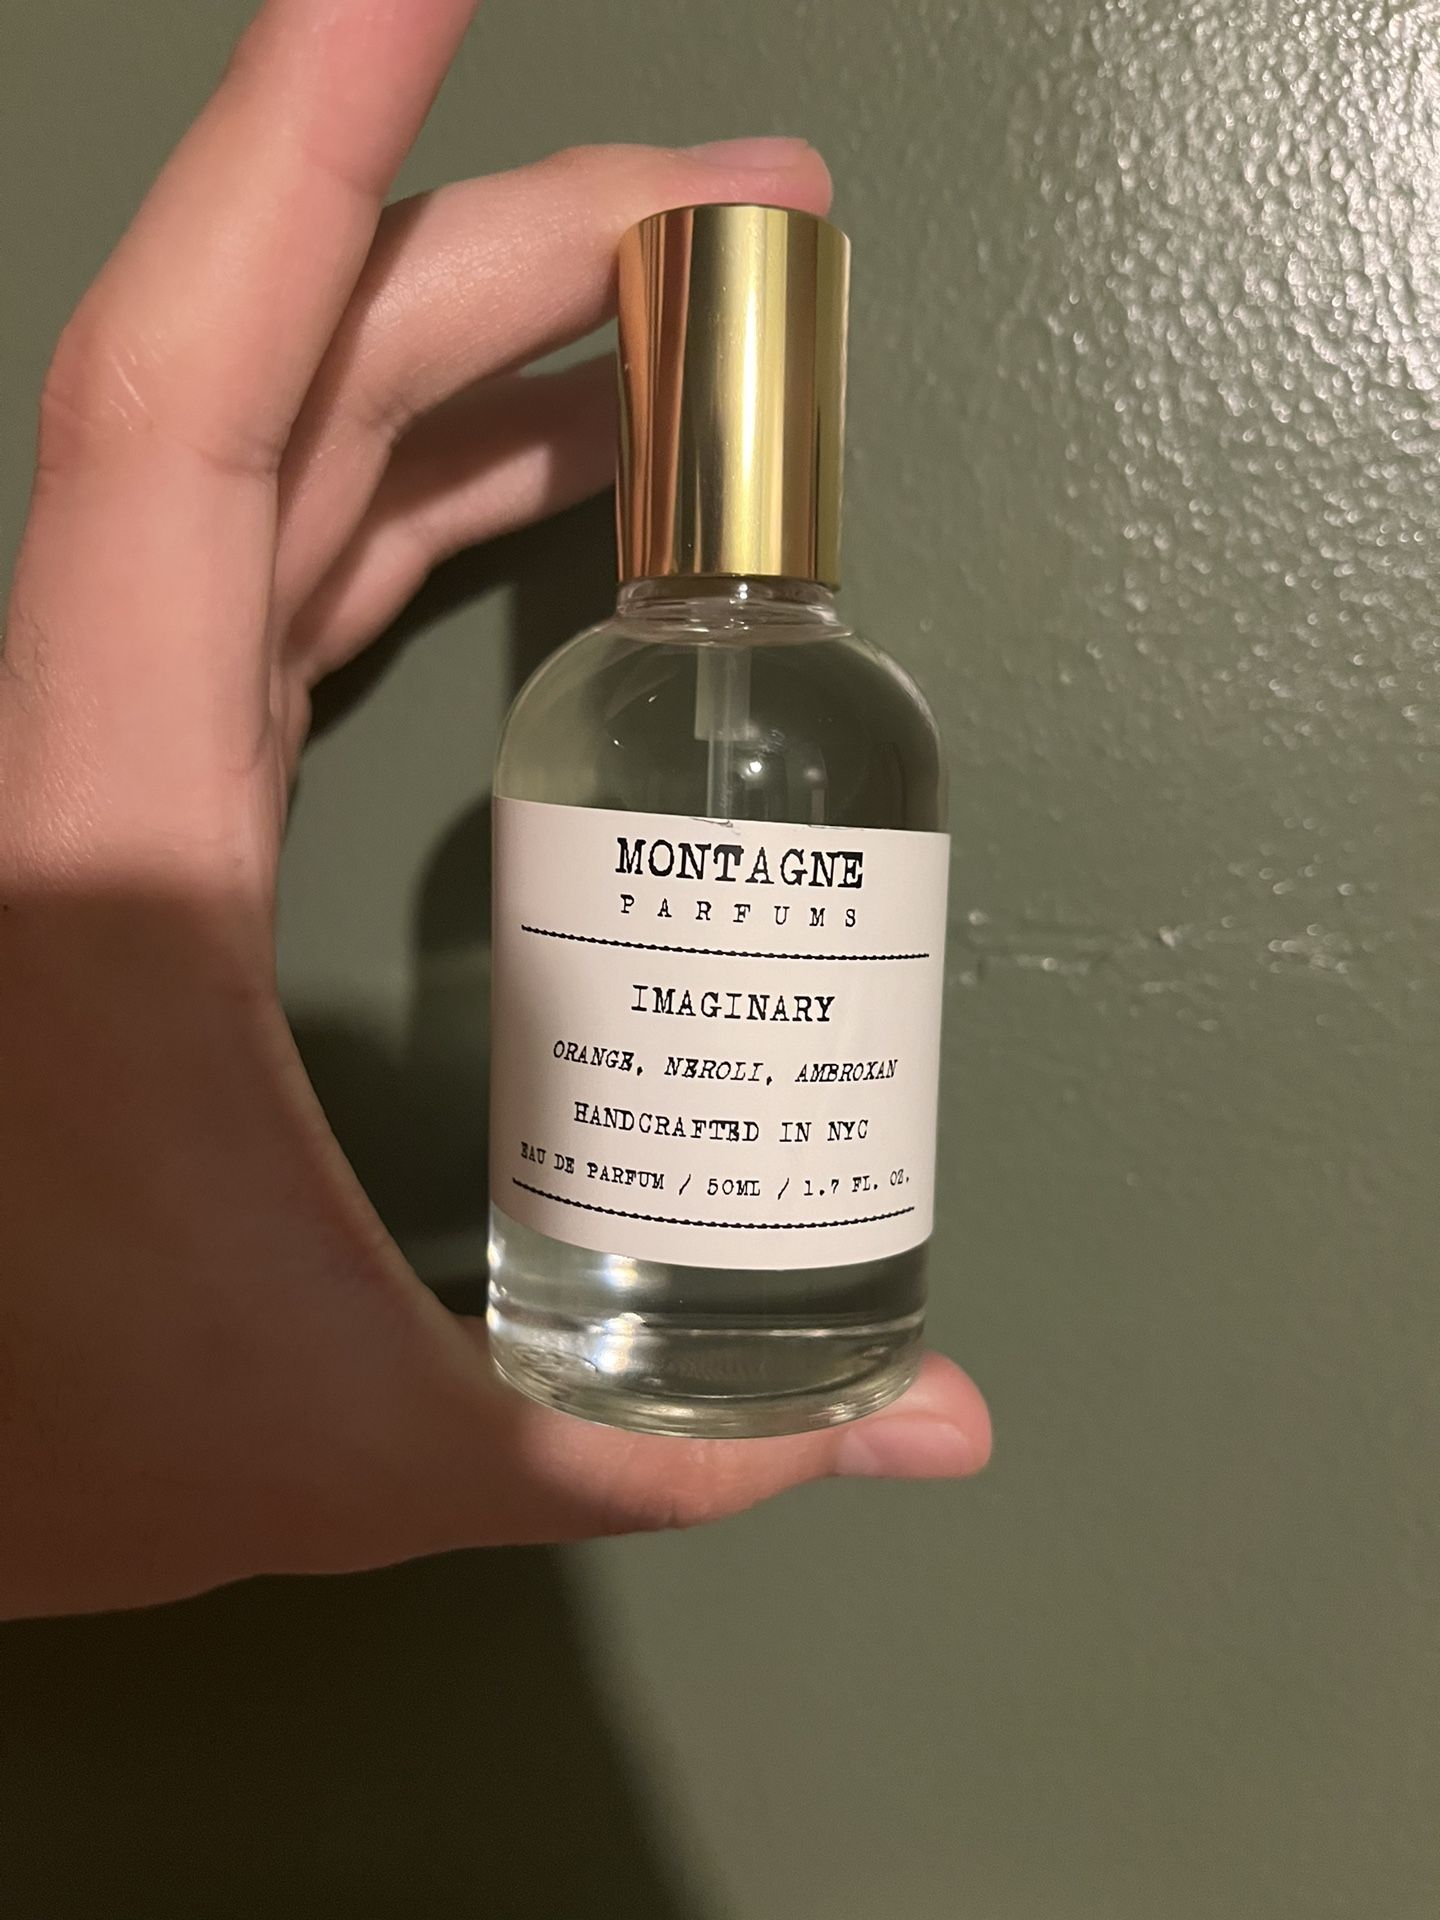 MONTAGNE
PARFUMS
IMAGINARY
ORANGE, NEROLI, AMBROXAN
HANDCRAFTED IN NYC
EAU DE PARFUM / 50ML / 1.7 FL. OZ.